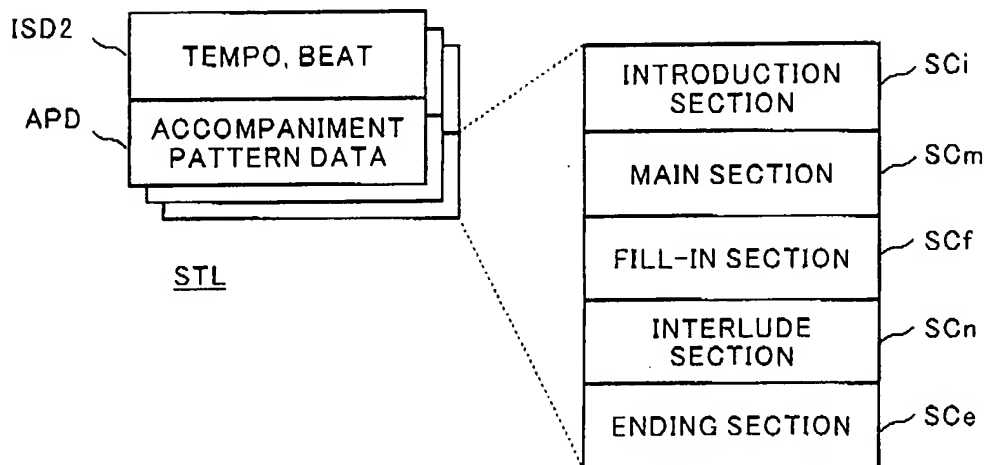 ISD2
TEMPO, BEAT
APD
ACCOMPANIMENT
PATTERN DATA
STL
INTRODUCTION
SECTION
SCi
MAIN SECTION
SCm
FILL-IN SECTION
SCf
INTERLUDE
SECTION
SCn
ENDING SECTION
SCe